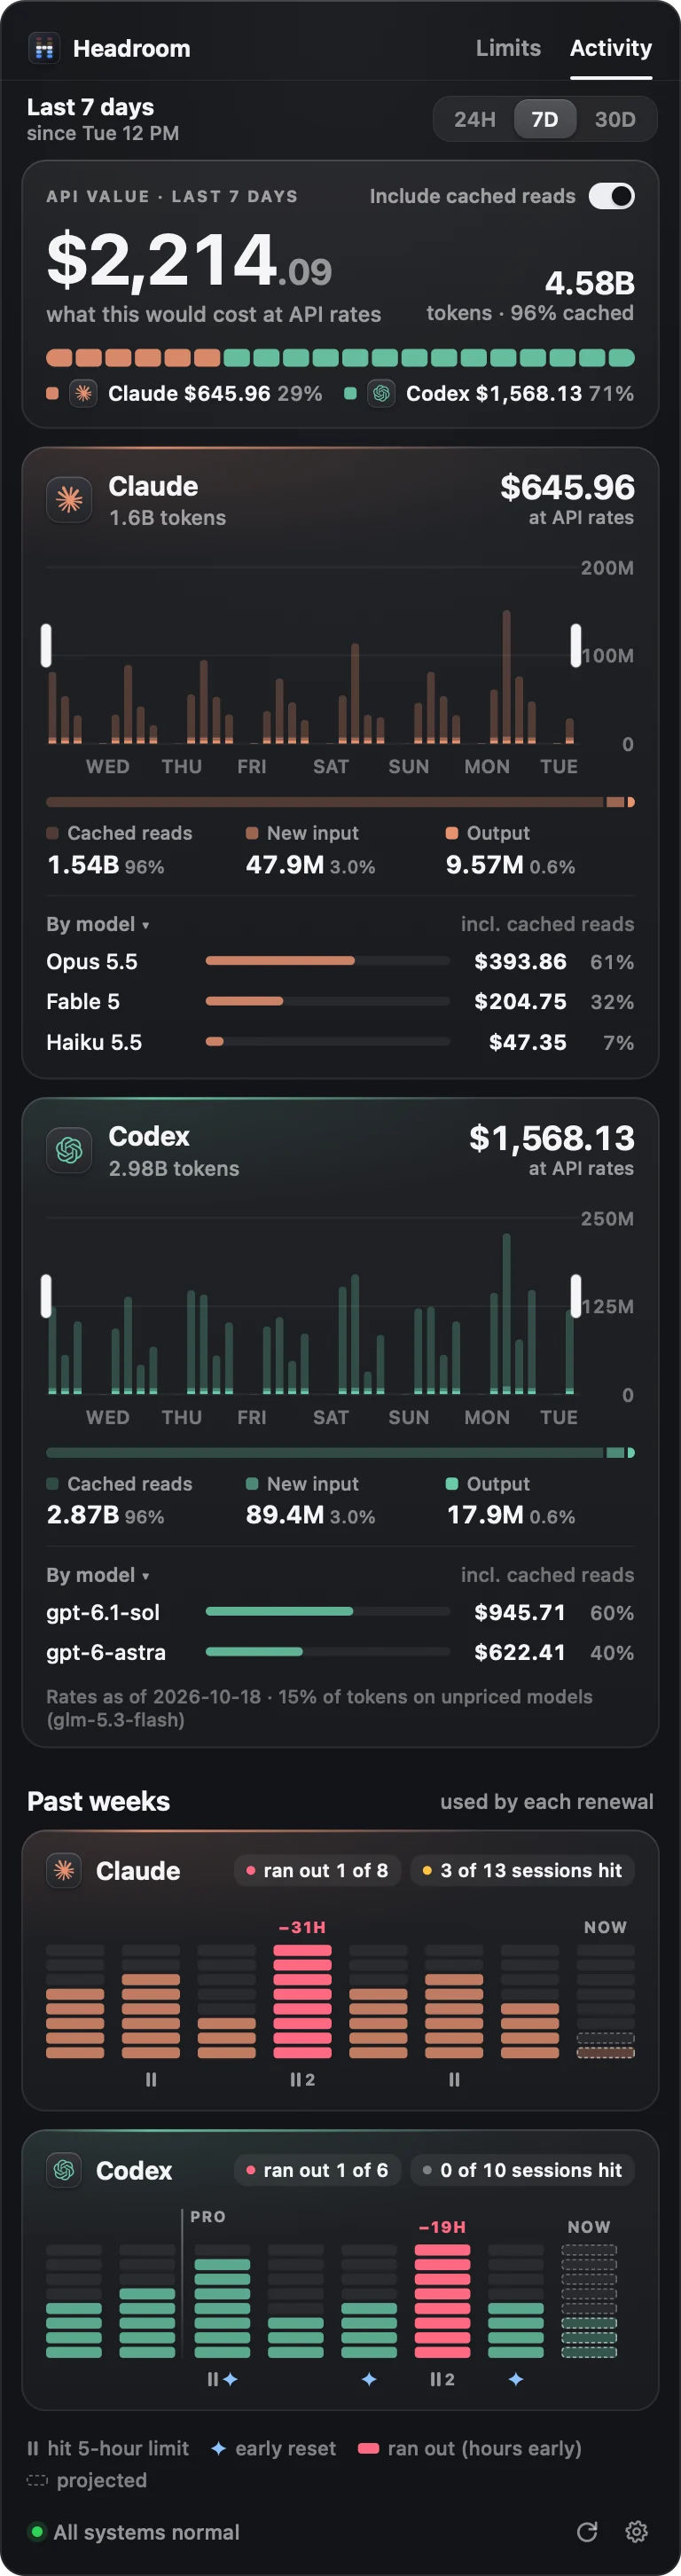 Headroom
Limits Activity
Last 7 days
since Tue 12 PM
24H 7D 30D
API VALUE · LAST 7 DAYS
Include cached reads
$2,214.09
4.58B
what this would cost at API rates
tokens · 96% cached
Claude $645.96 29%
Codex $1,568.13 71%
Claude
$645.96
1.6B tokens
at API rates
200M
100M
0
WED THU FRI SAT SUN MON TUE
Cached reads New input Output
1.54B 96% 47.9M 3.0% 9.57M 0.6%
By model ▾ incl. cached reads
Opus 5.5 $393.86 61%
Fable 5 $204.75 32%
Haiku 5.5 $47.35 7%
Codex
$1,568.13
2.98B tokens
at API rates
250M
125M
0
WED THU FRI SAT SUN MON TUE
Cached reads New input Output
2.87B 96% 89.4M 3.0% 17.9M 0.6%
By model ▾ incl. cached reads
gpt-6.1-sol $945.71 60%
gpt-6-astra $622.41 40%
Rates as of 2026-10-18 · 15% of tokens on unpriced models
(glm-5.3-flash)
Past weeks
used by each renewal
Claude
ran out 1 of 8
3 of 13 sessions hit
−31H
NOW
2
Codex
ran out 1 of 6
0 of 10 sessions hit
PRO
−19H
NOW
2
hit 5-hour limit
early reset
ran out (hours early)
projected
All systems normal